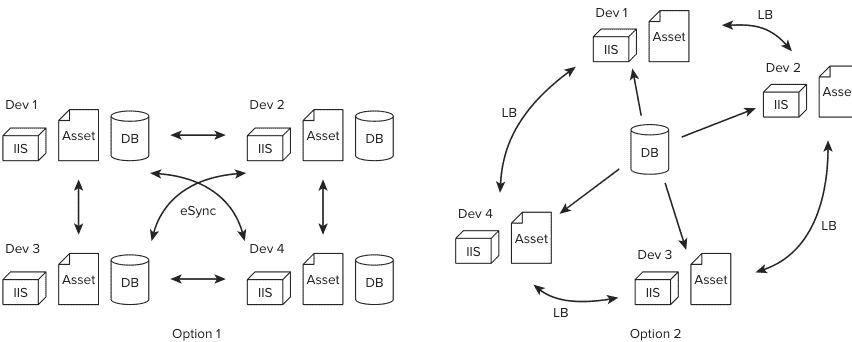 Dev 1
IIS
Asset
DB
Dev 2
IIS
Asset
DB
eSync
Dev 3
IIS
Asset
DB
Dev 4
IIS
Asset
DB
Option 1
Dev 1
IIS
Asset
LB
Dev 2
IIS
Asset
LB
DB
Dev 4
IIS
Asset
LB
Dev 3
IIS
Asset
LB
Option 2